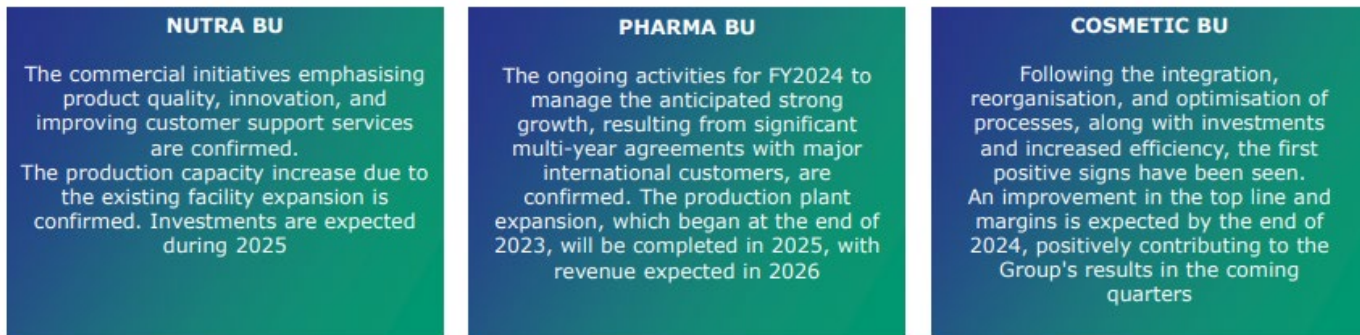 NUTRA BU
The commercial initiatives emphasising
product quality, innovation, and
improving customer support services
are confirmed.
The production capacity increase due to
the existing facility expansion is
confirmed. Investments are expected
during 2025
PHARMA BU
The ongoing activities for FY2024 to
manage the anticipated strong
growth, resulting from significant
multi-year agreements with major
international customers, are
confirmed. The production plant
expansion, which began at the end of
2023, will be completed in 2025, with
revenue expected in 2026
COSMETIC BU
Following the integration,
reorganisation, and optimisation of
processes, along with investments
and increased efficiency, the first
positive signs have been seen.
An improvement in the top line and
margins is expected by the end of
2024, positively contributing to the
Group's results in the coming
quarters